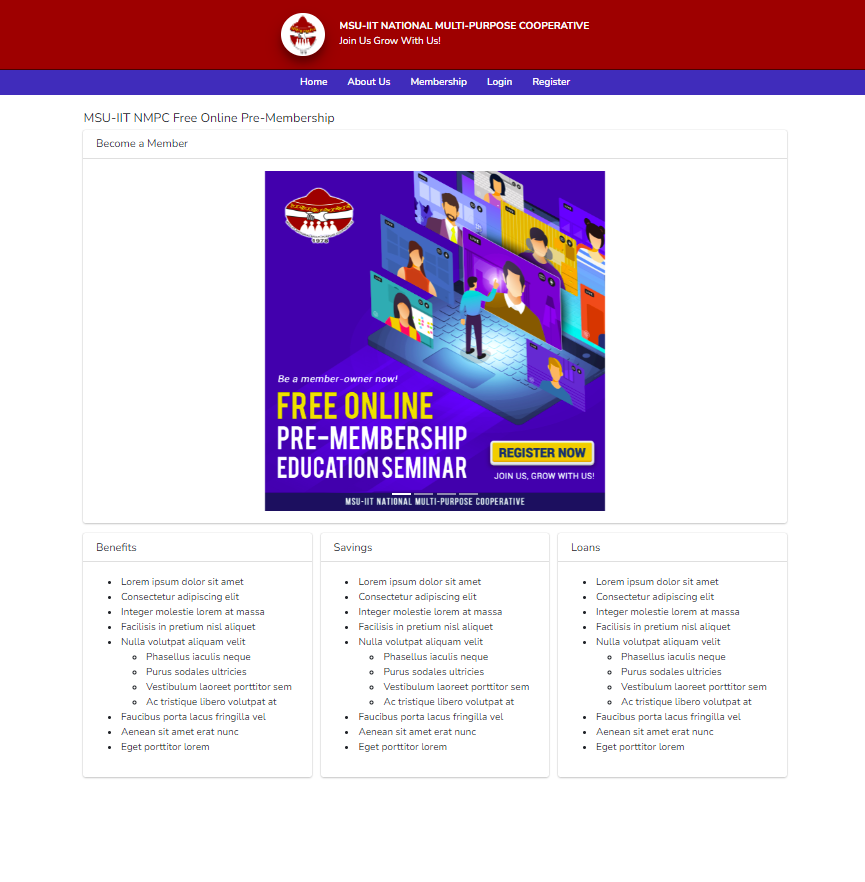 MSU-IIT NATIONAL MULTI-PURPOSE COOPERATIVE
Join Us Grow With Us!
Home About Us Membership Login Register
MSU-IIT NMPC Free Online Pre-Membership
Become a Member
Be a member-owner now!
FREE ONLINE
PRE-MEMBERSHIP
EDUCATION SEMINAR
REGISTER NOW
JOIN US, GROW WITH US!
MSU-IIT NATIONAL MULTI-PURPOSE COOPERATIVE
Benefits
Lorem ipsum dolor sit amet
Consectetur adipiscing elit
Integer molestie lorem at massa
Facilisis in pretium nisl aliquet
Nulla volutpat aliquam velit
Phasellus iaculis neque
Purus sodales ultricies
Vestibulum laoreet porttitor sem
Ac tristique libero volutpat at
Faucibus porta lacus fringilla vel
Aenean sit amet erat nunc
Eget porttitor lorem
Savings
Lorem ipsum dolor sit amet
Consectetur adipiscing elit
Integer molestie lorem at massa
Facilisis in pretium nisl aliquet
Nulla volutpat aliquam velit
Phasellus iaculis neque
Purus sodales ultricies
Vestibulum laoreet porttitor sem
Ac tristique libero volutpat at
Faucibus porta lacus fringilla vel
Aenean sit amet erat nunc
Eget porttitor lorem
Loans
Lorem ipsum dolor sit amet
Consectetur adipiscing elit
Integer molestie lorem at massa
Facilisis in pretium nisl aliquet
Nulla volutpat aliquam velit
Phasellus iaculis neque
Purus sodales ultricies
Vestibulum laoreet porttitor sem
Ac tristique libero volutpat at
Faucibus porta lacus fringilla vel
Aenean sit amet erat nunc
Eget porttitor lorem